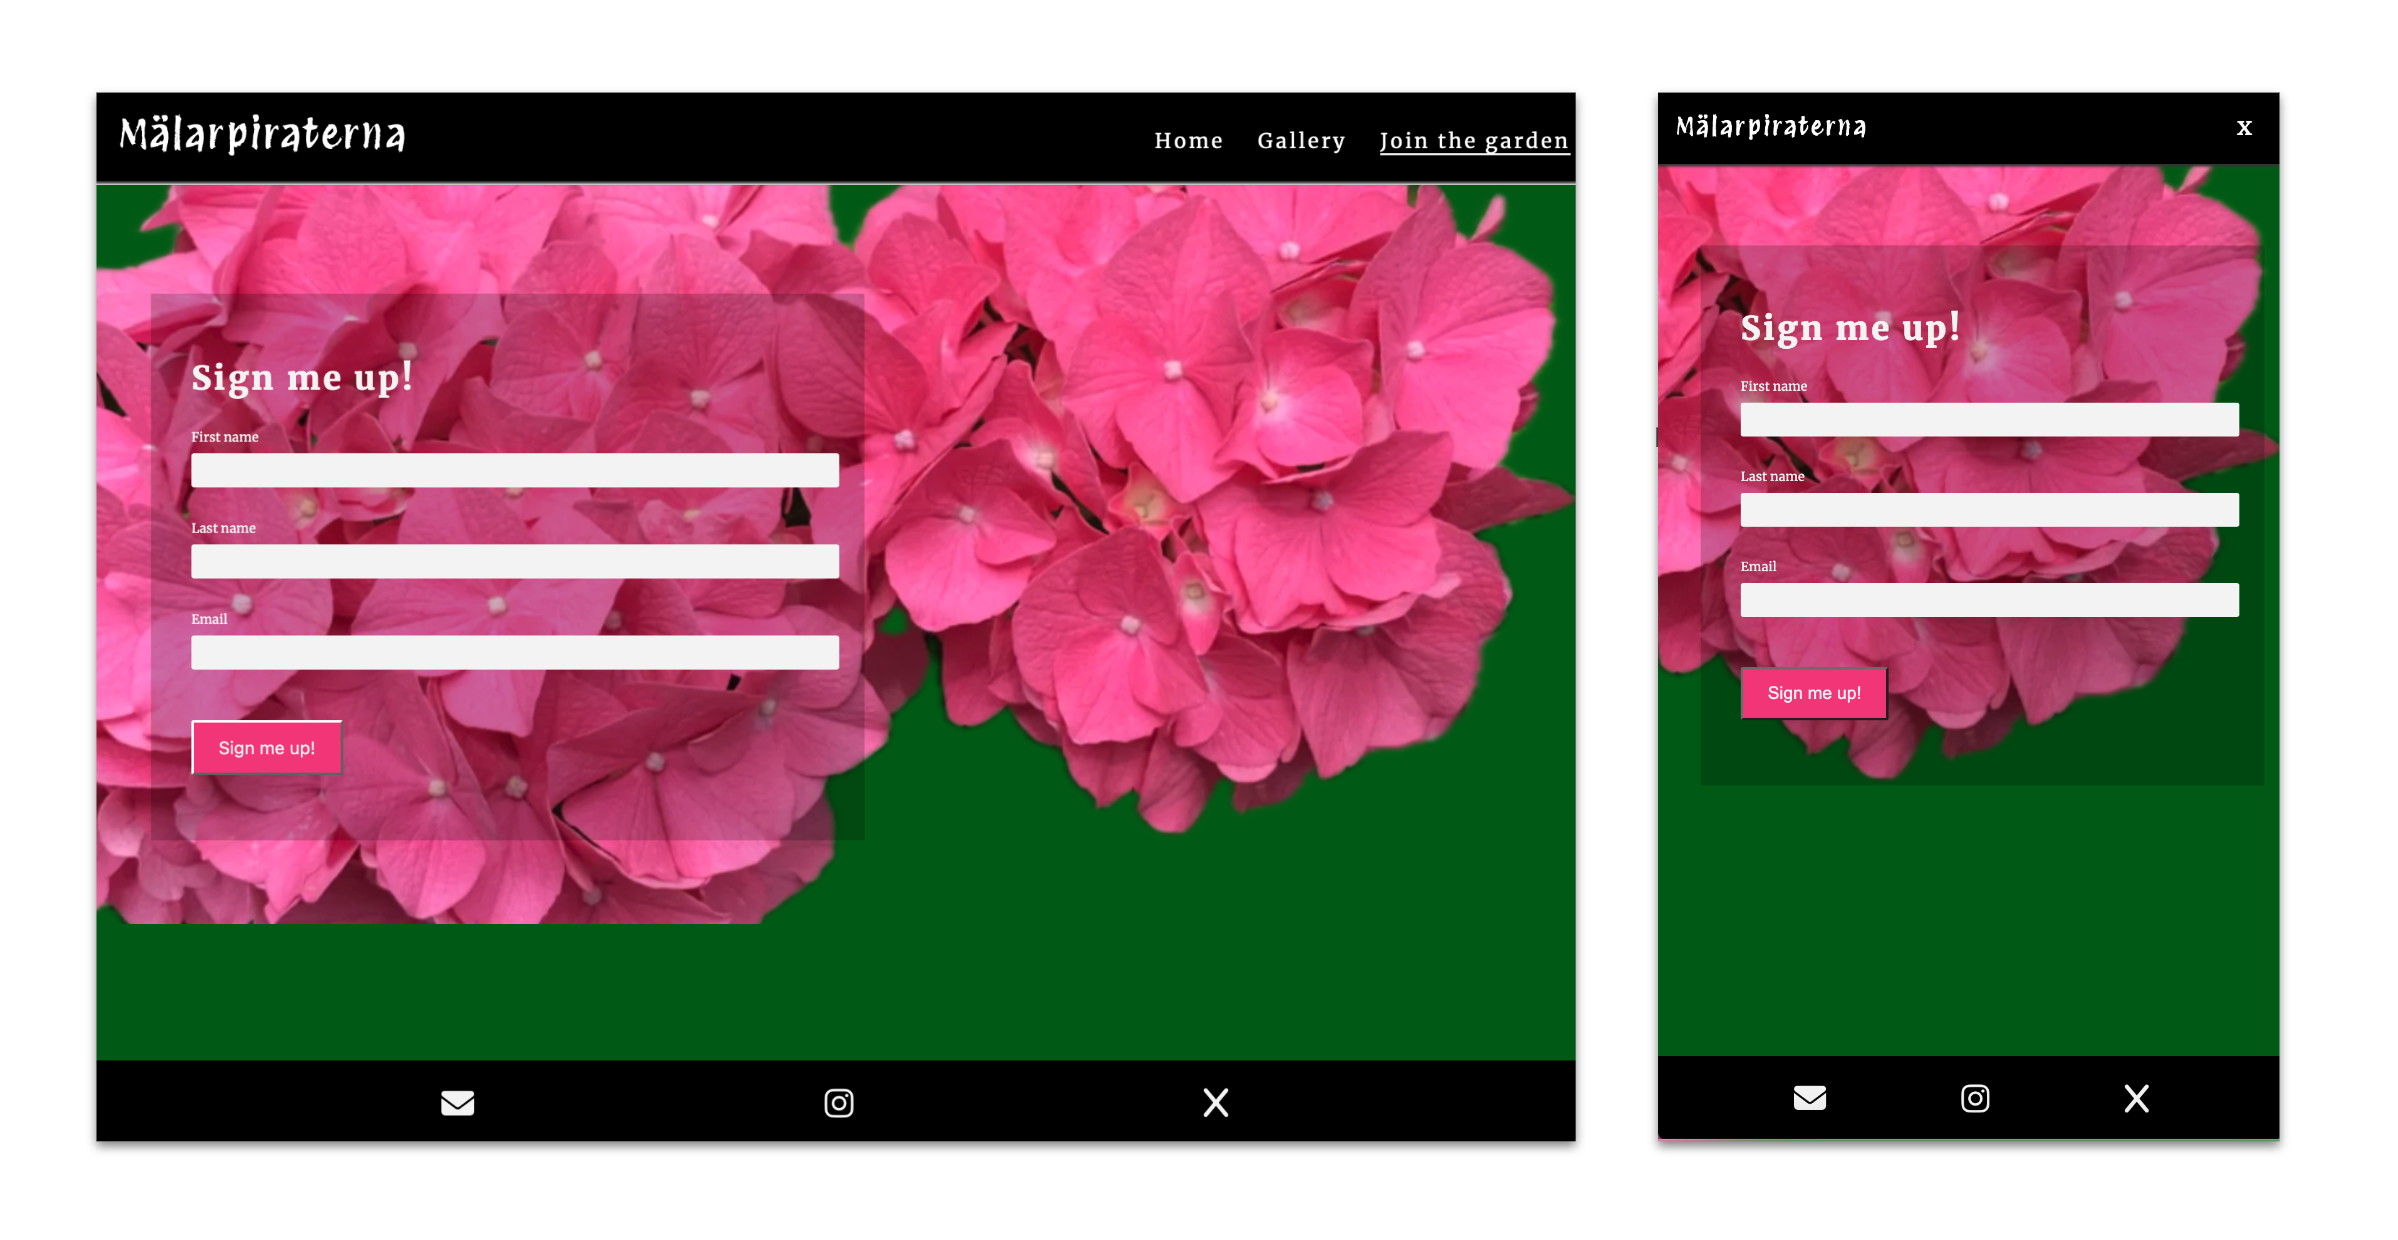 Mälarpiraterna
Home Gallery Join the garden
Sign me up!
First name
Last name
Email
Sign me up!
Mälarpiraterna
x
Sign me up!
First name
Last name
Email
Sign me up!